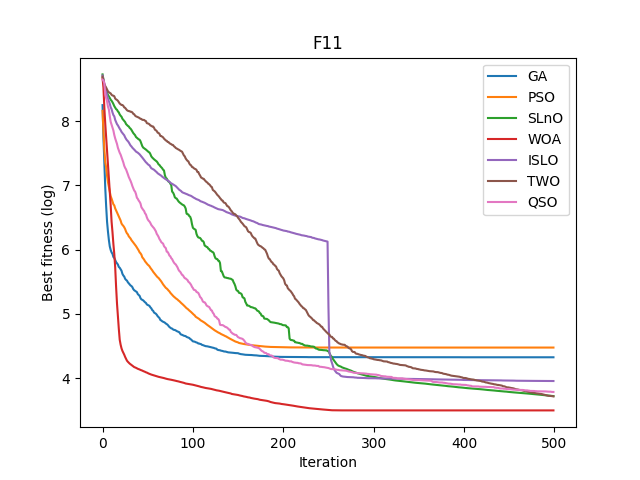 F11
Best fitness (log)
8
7
6
5
4
0
100
200
300
400
500
Iteration
GA
PSO
SLnO
WOA
ISLO
TWO
QSO